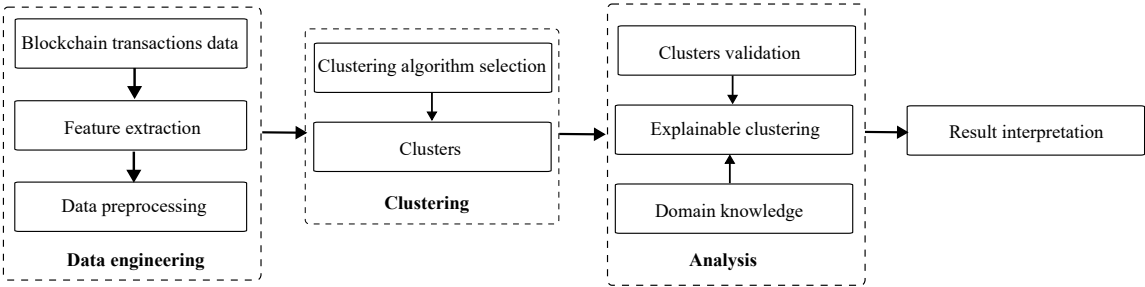 Blockchain transactions data
Feature extraction
Data preprocessing
Data engineering
Clustering algorithm selection
Clusters
Clustering
Clusters validation
Explainable clustering
Domain knowledge
Analysis
Result interpretation